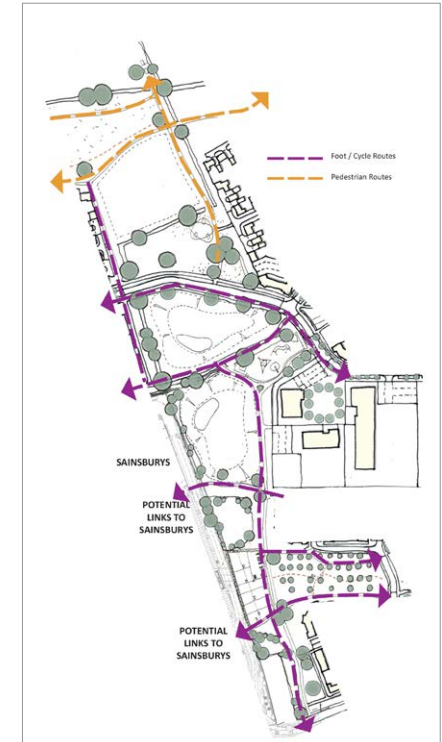 Foot / Cycle Routes
Pedestrian Routes
SAINSBURYS
POTENTIAL
LINKS TO
SAINSBURYS
POTENTIAL
LINKS TO
SAINSBURYS